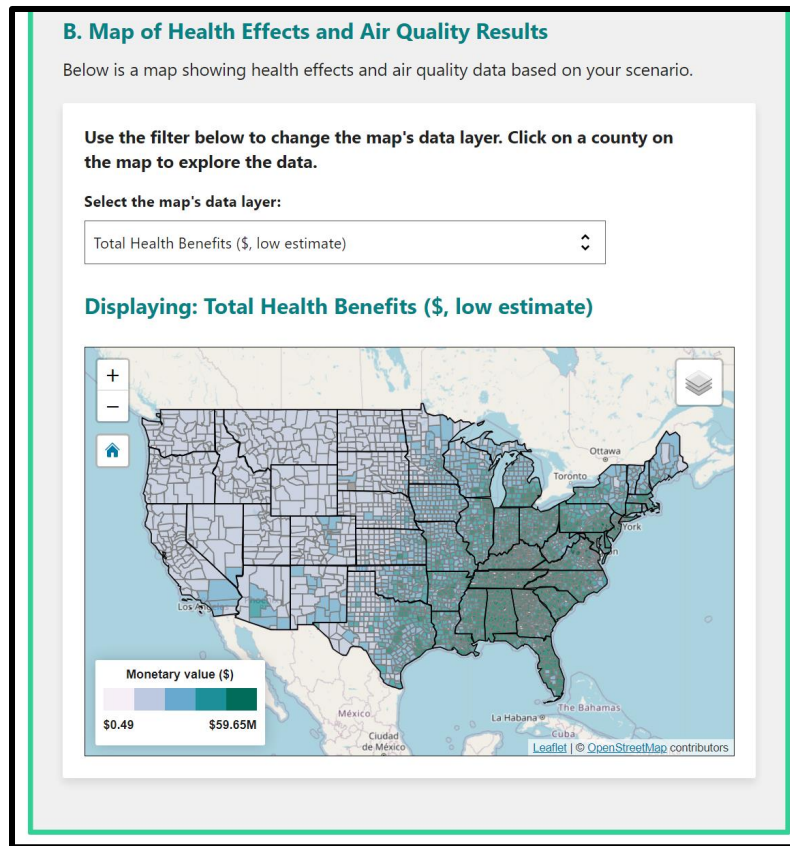 B. Map of Health Effects and Air Quality Results
Below is a map showing health effects and air quality data based on your scenario.
Use the filter below to change the map's data layer. Click on a county on
the map to explore the data.
Select the map's data layer:
Total Health Benefits ($, low estimate)
Displaying: Total Health Benefits ($, low estimate)
+
−
Ottawa
Toronto
York
Los
Monetary value ($)
$0.49 $59.65M
México
Ciudad
de México
La Habana
The Bahamas
Cuba
Leaflet | © OpenStreetMap contributors